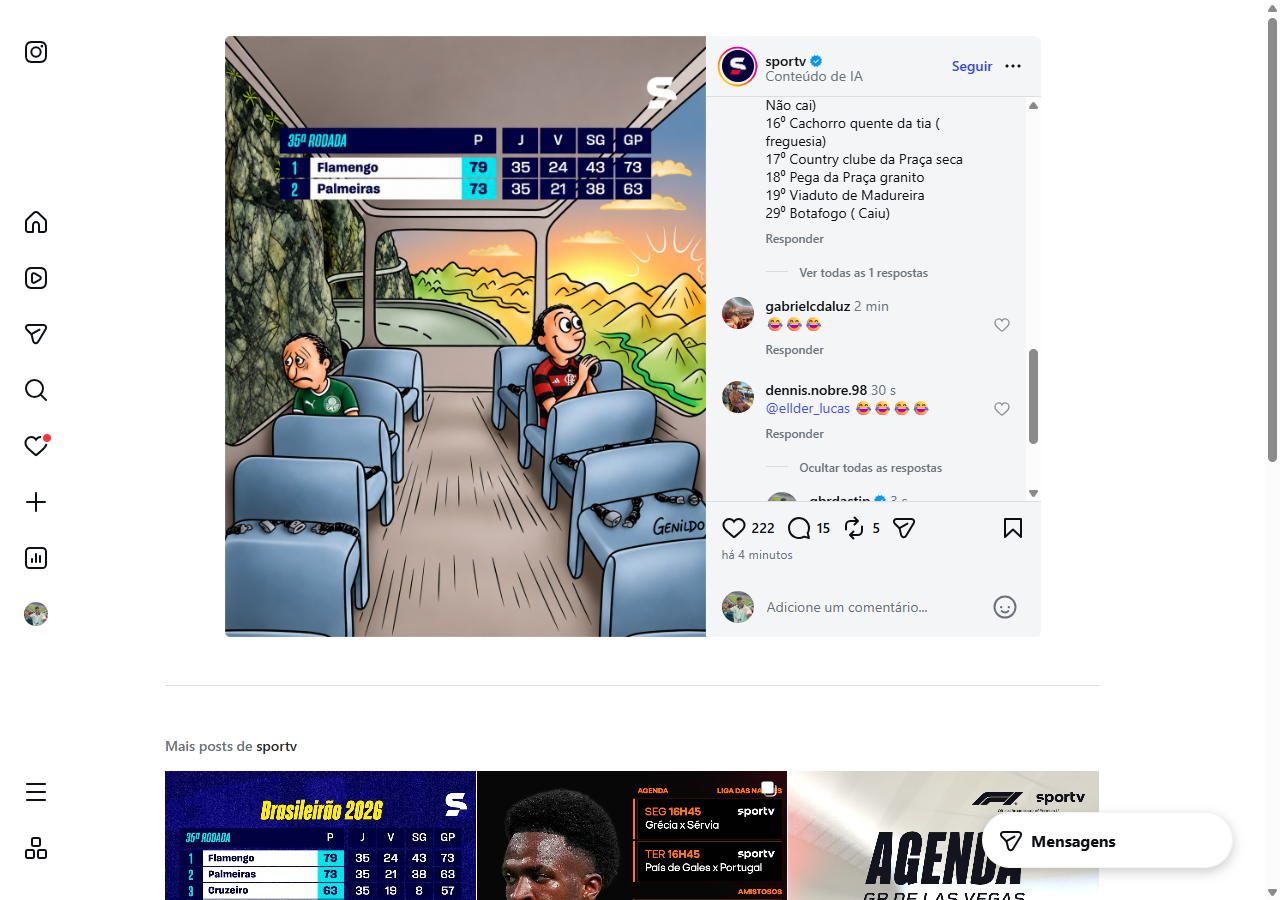 35ª RODADA P J V SG GP
1 Flamengo 79 35 24 43 73
2 Palmeiras 73 35 21 38 63
GENILDO
sportv
Conteúdo de IA
Seguir
Não cai)
16⁰ Cachorro quente da tia (
freguesia)
17⁰ Country clube da Praça seca
18⁰ Pega da Praça granito
19⁰ Viaduto de Madureira
29⁰ Botafogo ( Caiu)
Responder
Ver todas as 1 respostas
gabrielcdaluz 2 min
😂😂😂
Responder
dennis.nobre.98 30 s
@ellder_lucas 😂😂😂😂
Responder
Ocultar todas as respostas
222 15 5
há 4 minutos
Adicione um comentário...
Mais posts de sportv
Brasileirão 2026
35ª RODADA P J V SG GP
1 Flamengo 79 35 24 43 73
2 Palmeiras 73 35 21 38 63
3 Cruzeiro 63 35 19 8 57
AGENDA LIGA DAS
SEG 16H45 sportv
Grécia x Sérvia
TER 16H45 sportv
País de Gales x Portugal
AMISTOSOS
sportv
AGENDA
GP DE LAS VEGAS
Mensagens